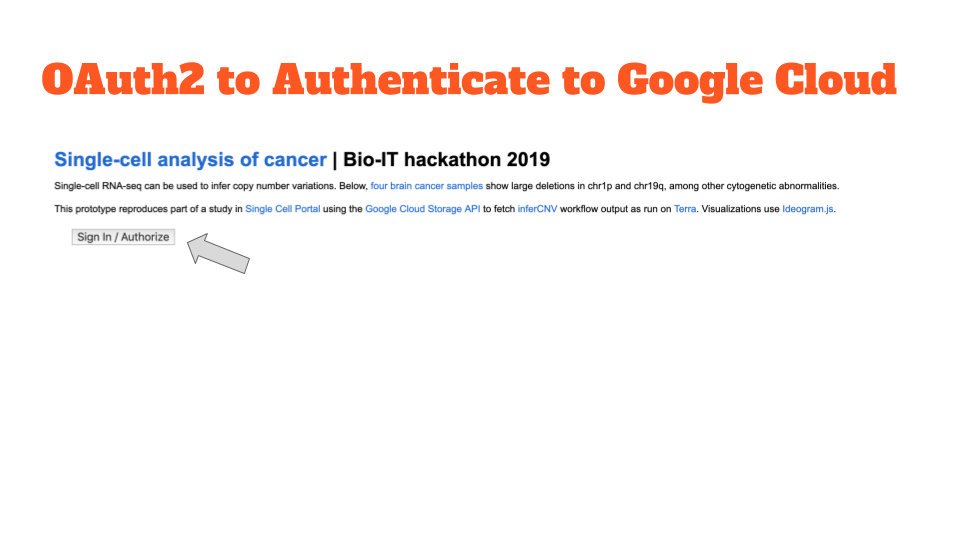 OAuth2 to Authenticate to Google Cloud
Single-cell analysis of cancer | Bio-IT hackathon 2019
Single-cell RNA-seq can be used to infer copy number variations. Below, four brain cancer samples show large deletions in chr1p and chr19q, among other cytogenetic abnormalities.
This prototype reproduces part of a study in Single Cell Portal using the Google Cloud Storage API to fetch inferCNV workflow output as run on Terra. Visualizations use Ideogram.js.
Sign In / Authorize